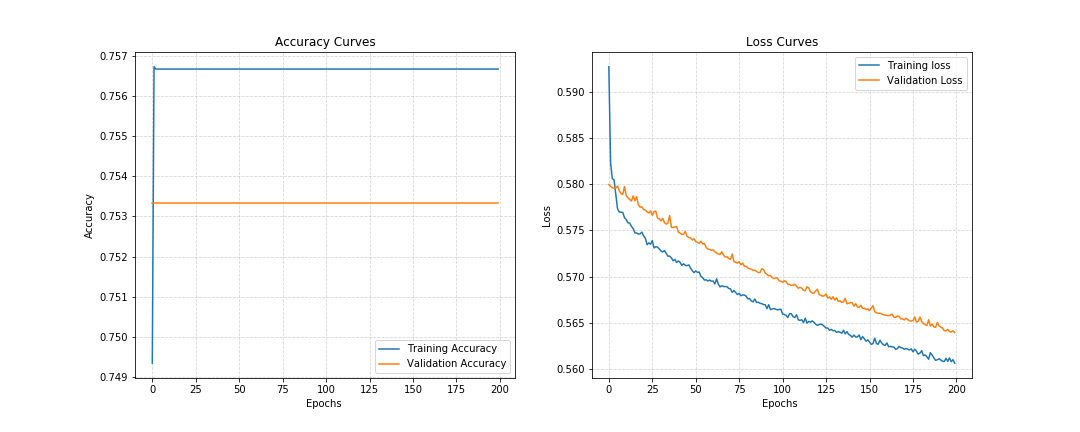 Accuracy Curves
0.757
0.756
0.755
0.754
0.753
0.752
0.751
0.750
0.749
Accuracy
0 25 50 75 100 125 150 175 200
Epochs
Training Accuracy
Validation Accuracy
Loss Curves
0.590
0.585
0.580
0.575
0.570
0.565
0.560
Loss
0 25 50 75 100 125 150 175 200
Epochs
Training loss
Validation Loss